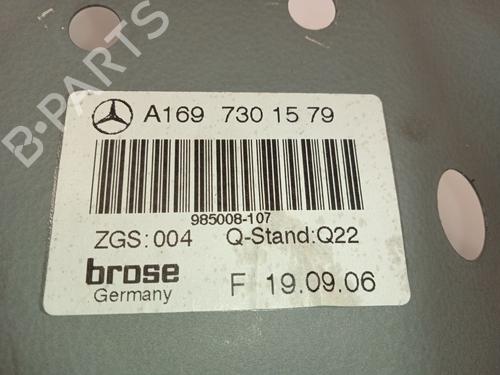 B-PARTS
A169 730 15 79
985008-107
ZGS:004 Q-Stand:Q22
brose
Germany F 19.09.06